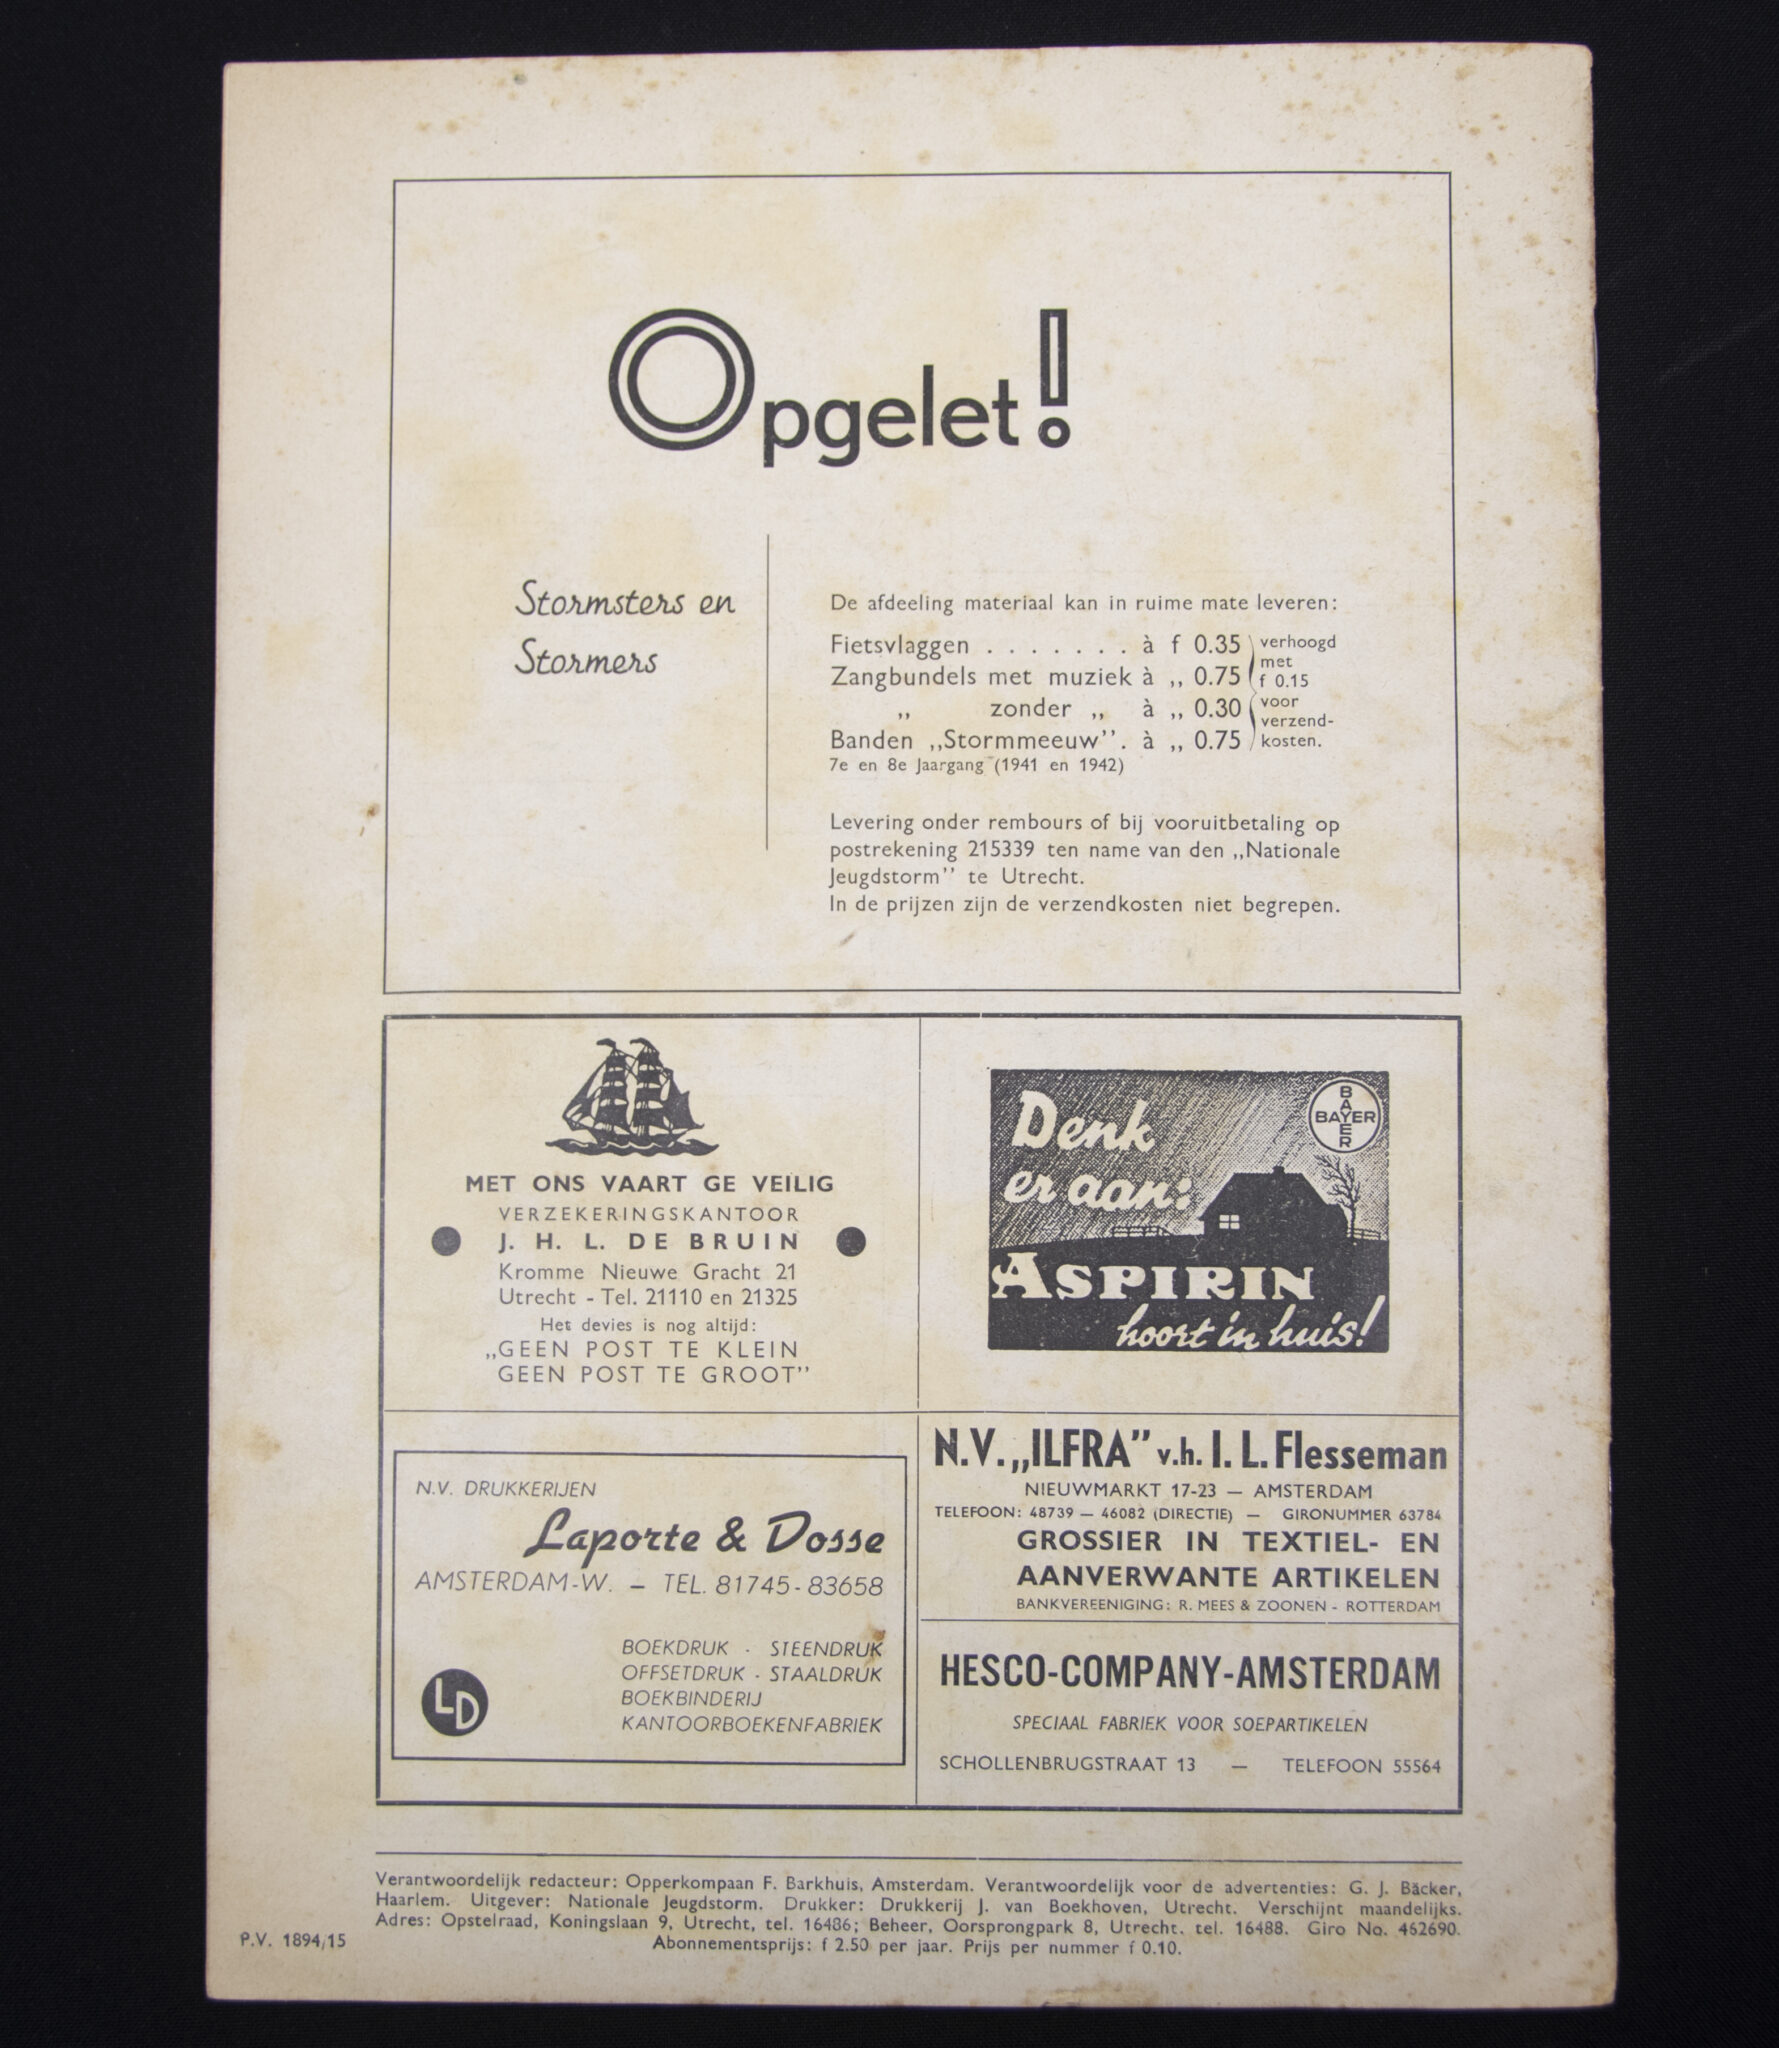 Opgelet!
Stormsters en
Stormers
De afdeeling materiaal kan in ruime mate leveren:
Fietsvlaggen . . . . . . . à f 0.35
Zangbundels met muziek à ,, 0.75
,, zonder ,, à ,, 0.30
Banden ,,Stormmeeuw''. à ,, 0.75
verhoogd
met
f 0.15
voor
verzend-
kosten.
7e en 8e Jaargang (1941 en 1942)
Levering onder rembours of bij vooruitbetaling op
postrekening 215339 ten name van den ,,Nationale
Jeugdstorm'' te Utrecht.
In de prijzen zijn de verzendkosten niet begrepen.
MET ONS VAART GE VEILIG
VERZEKERINGSKANTOOR
J. H. L. DE BRUIN
Kromme Nieuwe Gracht 21
Utrecht - Tel. 21110 en 21325
Het devies is nog altijd:
,,GEEN POST TE KLEIN
GEEN POST TE GROOT''
Denk
er aan:
BAYER
BAYER
ASPIRIN
hoort in huis!
N.V. DRUKKERIJEN
Laporte & Dosse
AMSTERDAM-W. — TEL. 81745-83658
BOEKDRUK - STEENDRUK
OFFSETDRUK - STAALDRUK
BOEKBINDERIJ
KANTOORBOEKENFABRIEK
LD
N.V. ,,ILFRA'' v.h. I. L. Flesseman
NIEUWMARKT 17-23 — AMSTERDAM
TELEFOON: 48739 — 46082 (DIRECTIE) — GIRONUMMER 63784
GROSSIER IN TEXTIEL- EN
AANVERWANTE ARTIKELEN
BANKVEREENIGING: R. MEES & ZOONEN - ROTTERDAM
HESCO-COMPANY-AMSTERDAM
SPECIAAL FABRIEK VOOR SOEPARTIKELEN
SCHOLLENBRUGSTRAAT 13 — TELEFOON 55564
Verantwoordelijk redacteur: Opperkompaan F. Barkhuis, Amsterdam. Verantwoordelijk voor de advertenties: G. J. Bäcker,
Haarlem. Uitgever: Nationale Jeugdstorm. Drukker: Drukkerij J. van Boekhoven, Utrecht. Verschijnt maandelijks.
Adres: Opstelraad, Koningslaan 9, Utrecht, tel. 16486; Beheer, Oorsprongpark 8, Utrecht. tel. 16488. Giro No. 462690.
Abonnementsprijs: f 2.50 per jaar. Prijs per nummer f 0.10.
P.V. 1894/15